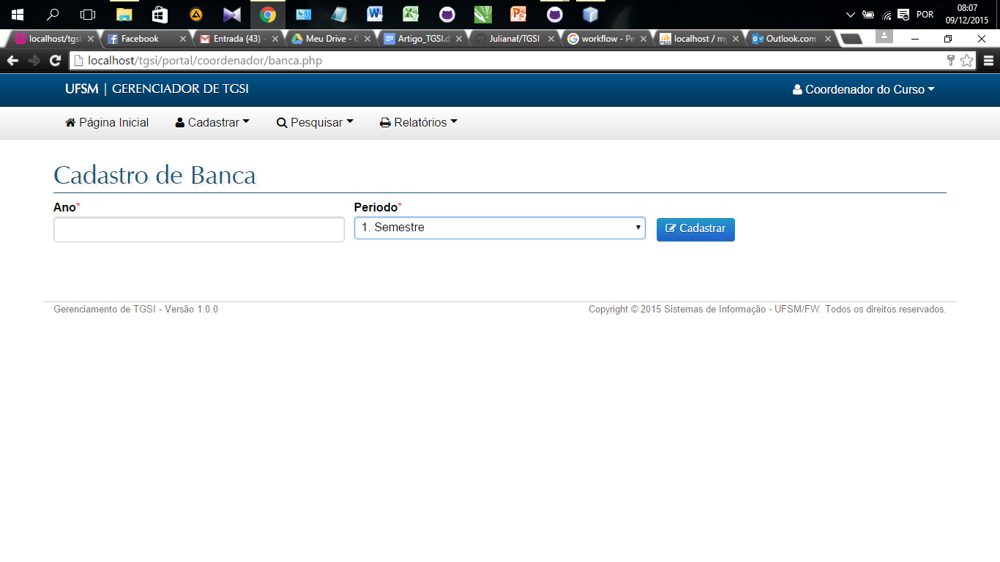 POR
08:07
09/12/2015
localhost/tgsi
Facebook
Entrada (43) -
Meu Drive - G
Artigo_TGSI.d
Julianaf/TGSI
workflow - Pe
localhost / my
Outlook.com
localhost/tgsi/portal/coordenador/banca.php
UFSM | GERENCIADOR DE TGSI
Coordenador do Curso
Página Inicial
Cadastrar
Pesquisar
Relatórios
Cadastro de Banca
Ano*
Período*
1. Semestre
Cadastrar
Gerenciamento de TGSI - Versão 1.0.0
Copyright © 2015 Sistemas de Informação - UFSM/FW. Todos os direitos reservados.